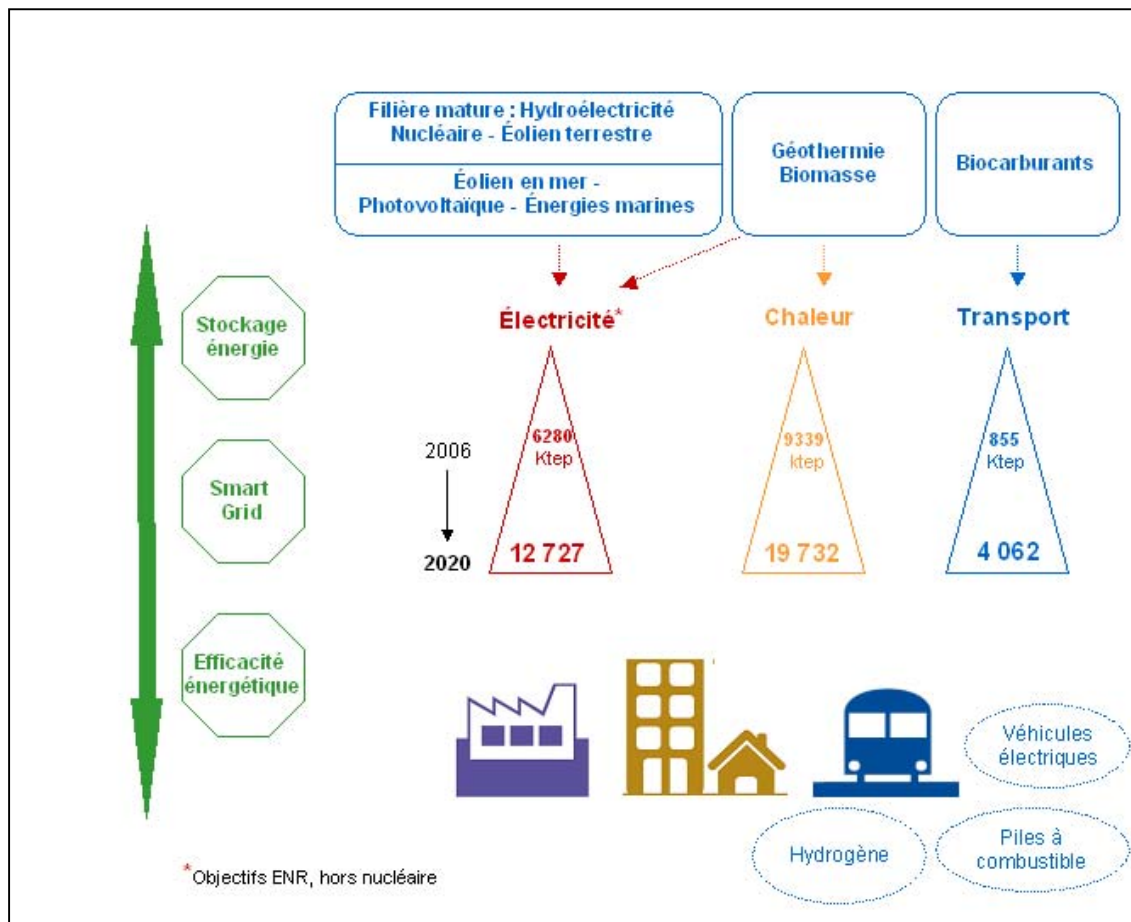 Filière mature : Hydroélectricité
Nucléaire - Éolien terrestre
Éolien en mer -
Photovoltaïque - Énergies marines
Géothermie
Biomasse
Biocarburants
Stockage
énergie
Smart
Grid
Efficacité
énergétique
Électricité*
Chaleur
Transport
2006
2020
6280
Ktep
12 727
9339
ktep
19 732
855
Ktep
4 062
Véhicules
électriques
Hydrogène
Piles à
combustible
*Objectifs ENR, hors nucléaire